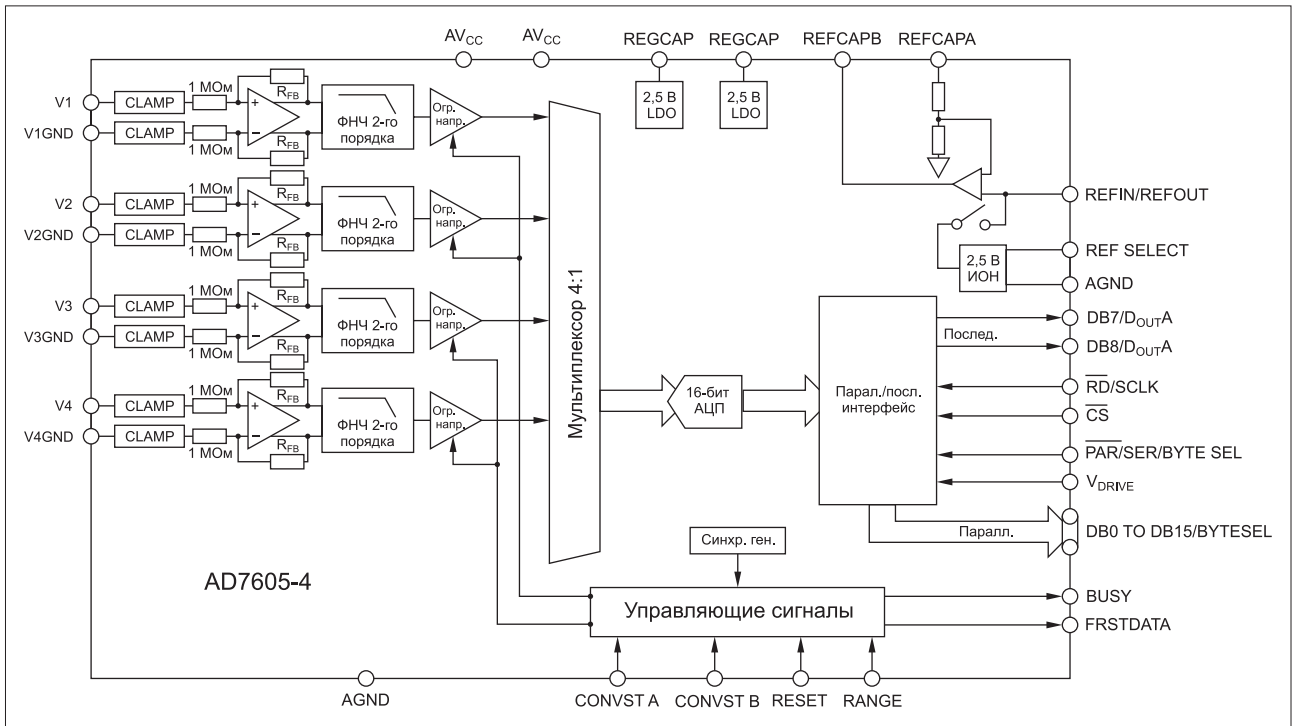 AVCC
AVCC
REGCAP
REGCAP
REFCAPB
REFCAPA
V1
CLAMP
1 МОм
RFB
+
−
V1GND
CLAMP
1 МОм
RFB
ФНЧ 2-го
порядка
Огр.
напр.
2,5 В
LDO
2,5 В
LDO
V2
CLAMP
1 МОм
RFB
+
−
V2GND
CLAMP
1 МОм
ФНЧ 2-го
порядка
Огр.
напр.
REFIN/REFOUT
REF SELECT
2,5 В
ИОН
AGND
V3
CLAMP
1 МОм
RFB
+
−
V3GND
CLAMP
1 МОм
RFB
ФНЧ 2-го
порядка
Огр.
напр.
V4
CLAMP
1 МОм
RFB
+
−
V4GND
CLAMP
1 МОм
RFB
ФНЧ 2-го
порядка
Огр.
напр.
Мультиплексор 4:1
16-бит
АЦП
Парал./посл.
интерфейс
DB7/DOUTA
Послед.
DB8/DOUTA
RD/SCLK
CS
PAR/SER/BYTE SEL
VDRIVE
Паралл.
DB0 TO DB15/BYTESEL
Синхр. ген.
AD7605-4
Управляющие сигналы
BUSY
FRSTDATA
AGND
CONVST A
CONVST B
RESET
RANGE